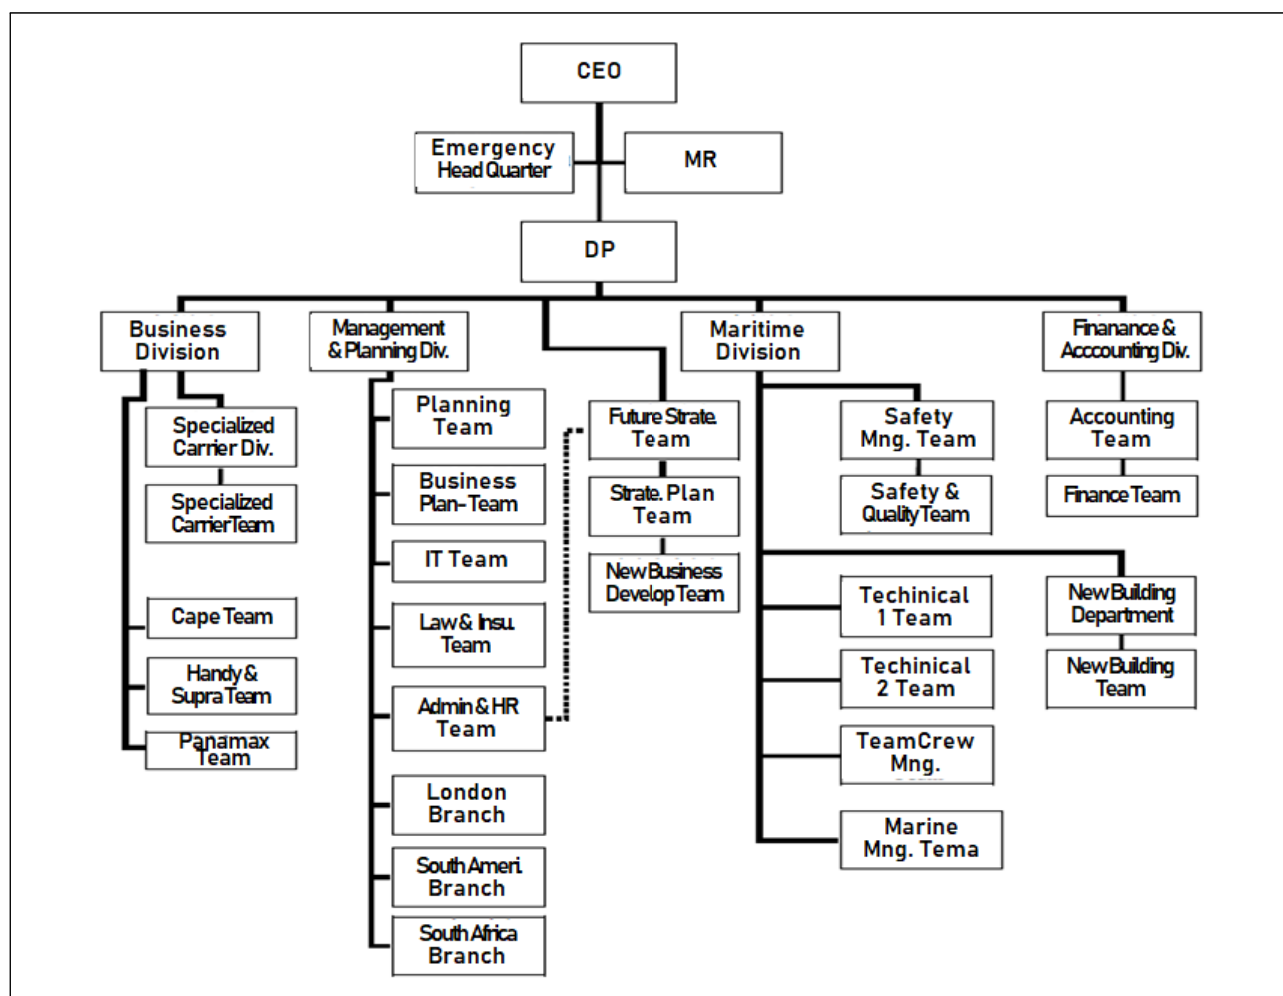 CEO
Emergency
Head Quarter
MR
DP
Business
Division
Management
& Planning Div.
Maritime
Division
Finanance &
Acccounting Div.
Specialized
Carrier Div.
Specialized
Carrier Team
Cape Team
Handy &
Supra Team
Panamax
Team
Planning
Team
Business
Plan-Team
IT Team
Law & Insu.
Team
Admin & HR
Team
London
Branch
South Ameri.
Branch
South Africa
Branch
Future Strate.
Team
Strate. Plan
Team
New Business
Develop Team
Safety
Mng. Team
Safety &
Quality Team
Techinical
1 Team
Techinical
2 Team
TeamCrew
Mng.
Marine
Mng. Tema
New Building
Department
New Building
Team
Accounting
Team
Finance Team